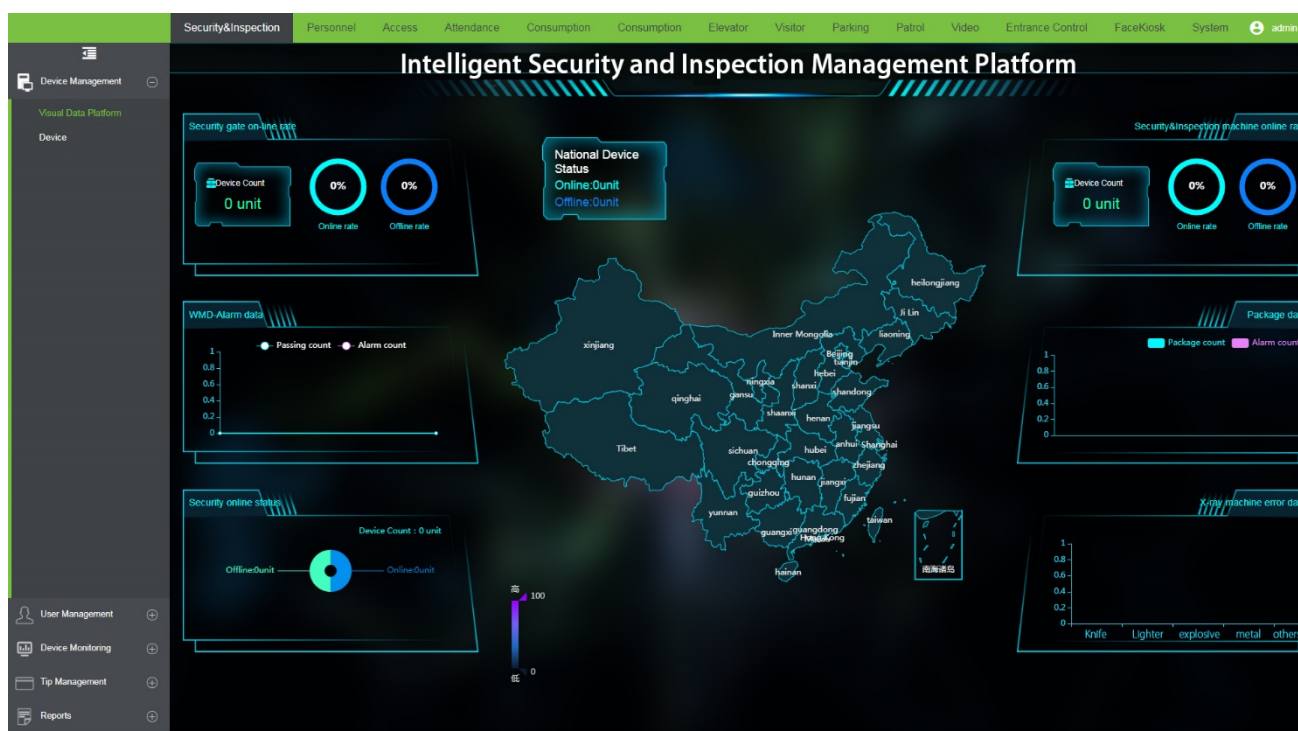 Security&Inspection Personnel Access Attendance Consumption Consumption Elevator Visitor Parking Patrol Video Entrance Control FaceKiosk System admin
Device Management
Visual Data Platform
Device
User Management
Device Monitoring
Tip Management
Reports
Intelligent Security and Inspection Management Platform
Security gate on-line rate
Device Count
0 unit
0%
Online rate
0%
Offline rate
WMD-Alarm data
Passing count Alarm count
1
0.8
0.6
0.4
0.2
0
Security online status
Device Count : 0 unit
Offline:0unit
Online:0unit
National Device
Status
Online:0unit
Offline:0unit
heilongjiang
Ji Lin
liaoning
Inner Mongolia
Beijing
tianjin
hebei
xinjiang
ningxia
shanxi
shandong
qinghai
gansu
shaanxi
henan
jiangsu
Tibet
sichuan
hubei
anhui
Shanghai
chongqing
zhejiang
hunan
jiangxi
guizhou
fujian
yunnan
taiwan
guangxi
guangdong
Hong Kong
hainan
南海诸岛
高
100
0
低
Security&Inspection machine online ra
Device Count
0 unit
0%
Online rate
0%
Offline rate
Package da
Package count Alarm count
1
0.8
0.6
0.4
0.2
0
X-ray machine error da
1
0.8
0.6
0.4
0.2
0
Knife Lighter explosive metal others